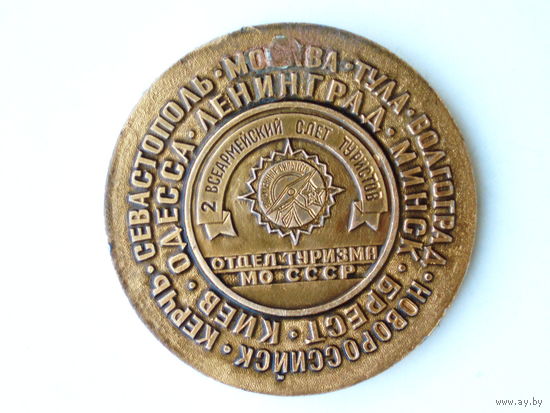 СЕВАСТОПОЛЬ · МОСКВА · ТУЛА · ВОЛГОГРАД · НОВОРОССИЙСК · КЕРЧЬ ·
ОДЕССА · ЛЕНИНГРАД · МИНСК · БРЕСТ · КИЕВ ·
2 ВСЕАРМЕЙСКИЙ СЛЕТ ТУРИСТОВ
ОТДЕЛ ТУРИЗМА
МО СССР
www.ay.by